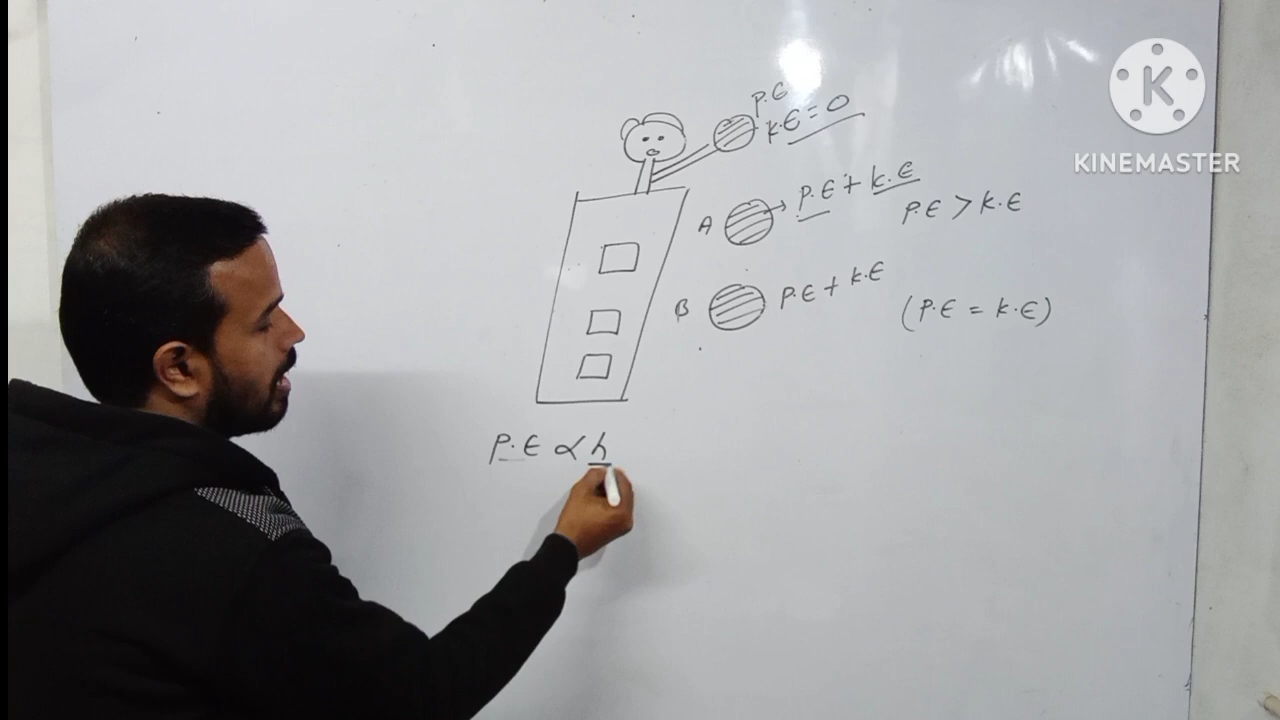 P.E
K.E = 0
A P.E + K.E
P.E > K.E
B P.E + K.E
(P.E = K.E)
P.E ∝ h
K
KINEMASTER